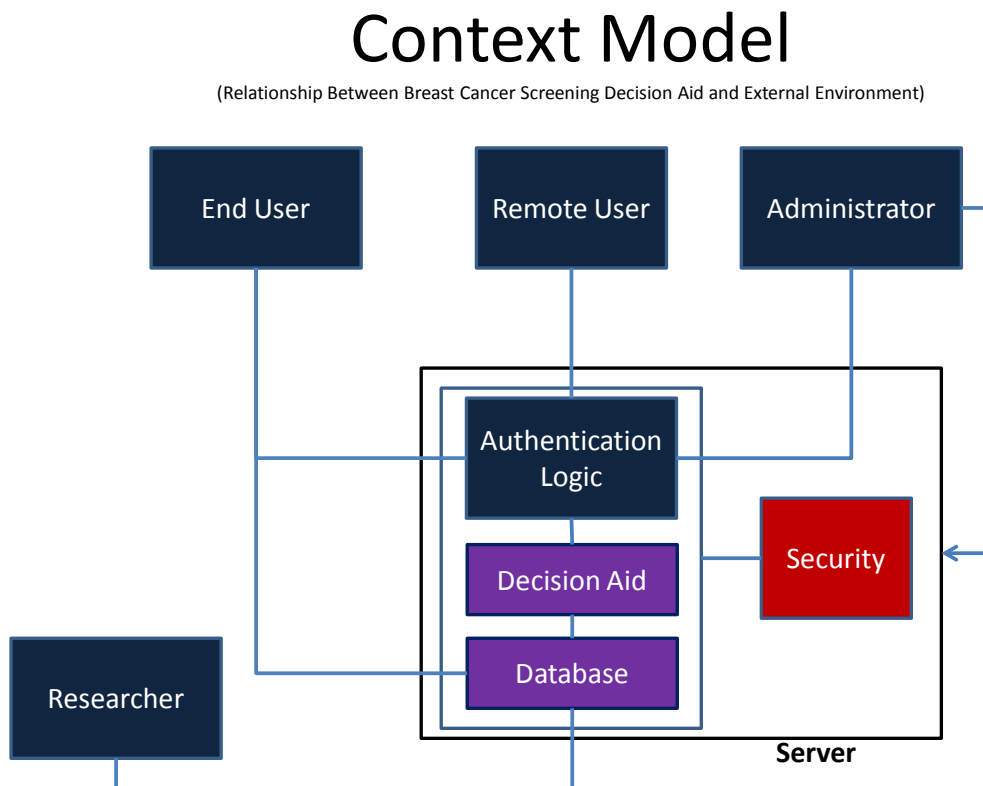 Context Model
(Relationship Between Breast Cancer Screening Decision Aid and External Environment)
End User
Remote User
Administrator
Authentication
Logic
Security
Decision Aid
Database
Researcher
Server